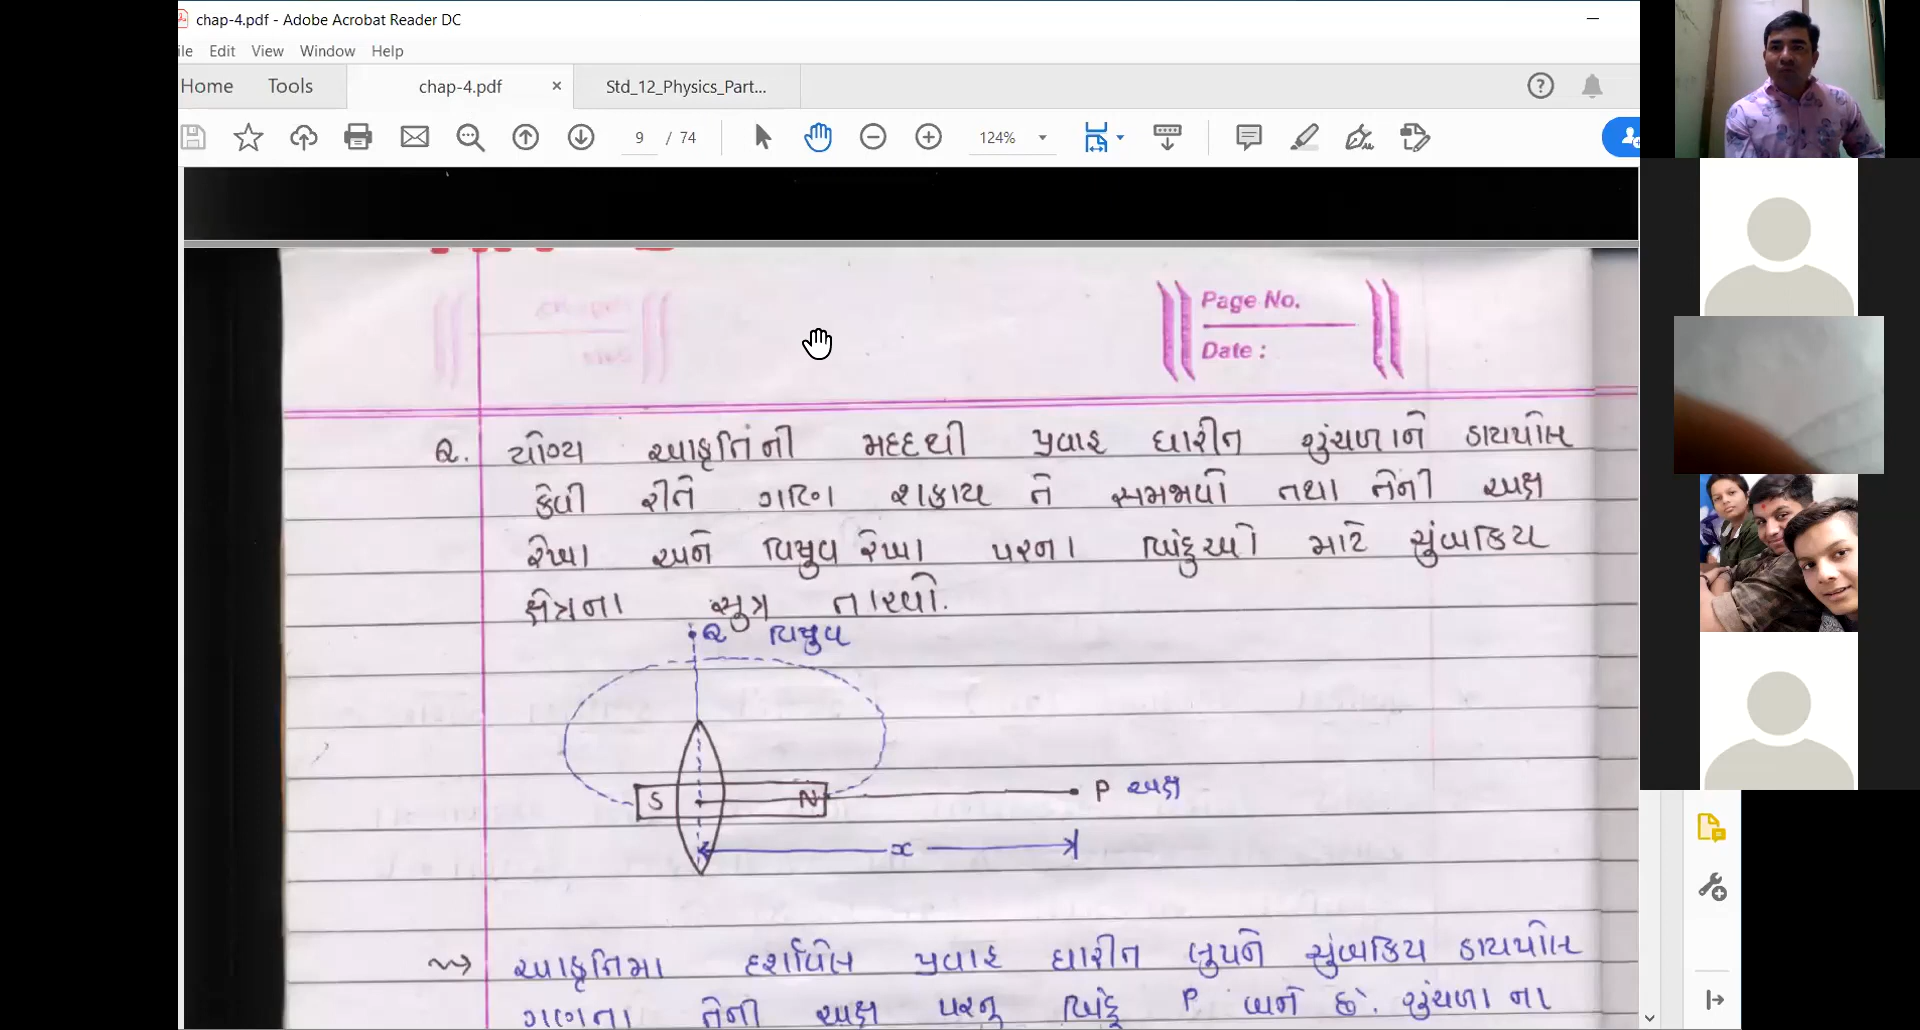 chap-4.pdf - Adobe Acrobat Reader DC
ile Edit View Window Help
Home Tools chap-4.pdf × Std_12_Physics_Part...
9 / 74 124%
Page No.
Date :
Q. યોગ્ય આકૃતિની મદદથી પ્રવાહ ધારીત ગુંચળાને ડાયપોલ
કેવી રીતે ગણિ શકાય તે સમજાવો તથા તેની અક્ષ
રેખા અને વિષુવ રેખા પરના બિંદુઓ માટે ચુંબકિય
ક્ષેત્રના સુત્ર તારવો.
Q વિષુવ
S N P અક્ષ
x
આકૃતિમા દર્શાવેલ પ્રવાહ ધારીત લુપને ચુંબકિય ડાયપોલ
ગણતા તેની અક્ષ પરનુ બિંદુ P બને છે. ગુંચળા ના